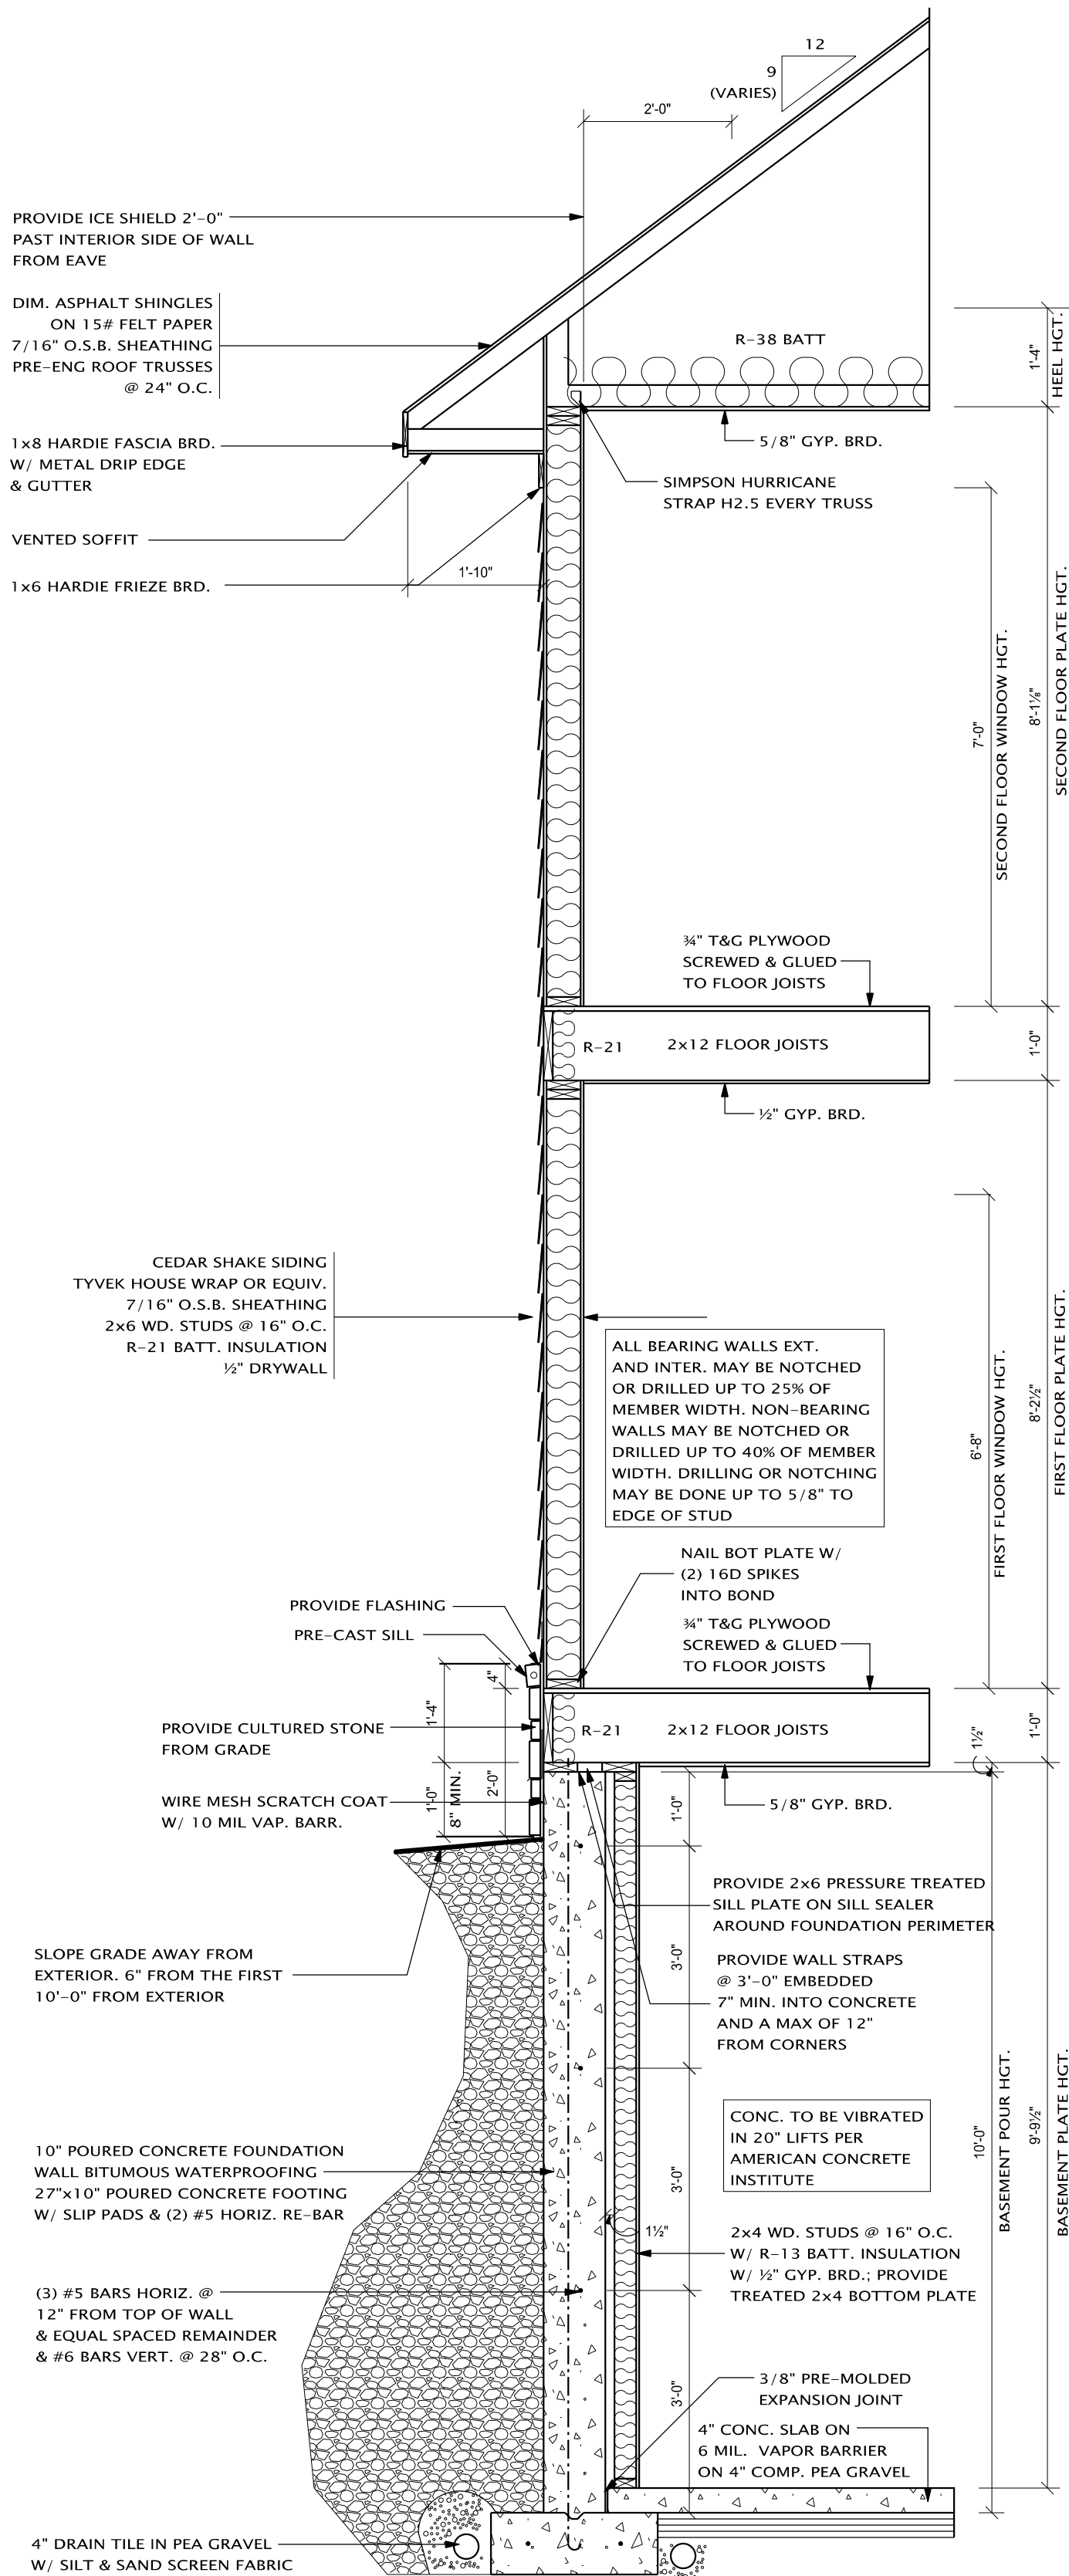 12
9
(VARIES)
2'-0"
PROVIDE ICE SHIELD 2'-0"
PAST INTERIOR SIDE OF WALL
FROM EAVE
DIM. ASPHALT SHINGLES
ON 15# FELT PAPER
7/16" O.S.B. SHEATHING
PRE-ENG ROOF TRUSSES
@ 24" O.C.
R-38 BATT
1'-4"
HEEL HGT.
1x8 HARDIE FASCIA BRD.
W/ METAL DRIP EDGE
& GUTTER
5/8" GYP. BRD.
SIMPSON HURRICANE
STRAP H2.5 EVERY TRUSS
VENTED SOFFIT
1x6 HARDIE FRIEZE BRD.
1'-10"
7'-0"
SECOND FLOOR WINDOW HGT.
8'-1⅛"
SECOND FLOOR PLATE HGT.
¾" T&G PLYWOOD
SCREWED & GLUED
TO FLOOR JOISTS
R-21
2x12 FLOOR JOISTS
1'-0"
½" GYP. BRD.
CEDAR SHAKE SIDING
TYVEK HOUSE WRAP OR EQUIV.
7/16" O.S.B. SHEATHING
2x6 WD. STUDS @ 16" O.C.
R-21 BATT. INSULATION
½" DRYWALL
ALL BEARING WALLS EXT.
AND INTER. MAY BE NOTCHED
OR DRILLED UP TO 25% OF
MEMBER WIDTH. NON-BEARING
WALLS MAY BE NOTCHED OR
DRILLED UP TO 40% OF MEMBER
WIDTH. DRILLING OR NOTCHING
MAY BE DONE UP TO 5/8" TO
EDGE OF STUD
6'-8"
FIRST FLOOR WINDOW HGT.
8'-2½"
FIRST FLOOR PLATE HGT.
NAIL BOT PLATE W/
(2) 16D SPIKES
INTO BOND
PROVIDE FLASHING
PRE-CAST SILL
¾" T&G PLYWOOD
SCREWED & GLUED
TO FLOOR JOISTS
4"
1'-4"
PROVIDE CULTURED STONE
FROM GRADE
R-21
2x12 FLOOR JOISTS
1½"
1'-0"
WIRE MESH SCRATCH COAT
W/ 10 MIL VAP. BARR.
1'-0"
8" MIN.
2'-0"
5/8" GYP. BRD.
1'-0"
PROVIDE 2x6 PRESSURE TREATED
SILL PLATE ON SILL SEALER
AROUND FOUNDATION PERIMETER
SLOPE GRADE AWAY FROM
EXTERIOR. 6" FROM THE FIRST
10'-0" FROM EXTERIOR
3'-0"
PROVIDE WALL STRAPS
@ 3'-0" EMBEDDED
7" MIN. INTO CONCRETE
AND A MAX OF 12"
FROM CORNERS
CONC. TO BE VIBRATED
IN 20" LIFTS PER
AMERICAN CONCRETE
INSTITUTE
10'-0"
BASEMENT POUR HGT.
9'-9½"
BASEMENT PLATE HGT.
10" POURED CONCRETE FOUNDATION
WALL BITUMOUS WATERPROOFING
27"x10" POURED CONCRETE FOOTING
W/ SLIP PADS & (2) #5 HORIZ. RE-BAR
3'-0"
1½"
2x4 WD. STUDS @ 16" O.C.
W/ R-13 BATT. INSULATION
W/ ½" GYP. BRD.; PROVIDE
TREATED 2x4 BOTTOM PLATE
(3) #5 BARS HORIZ. @
12" FROM TOP OF WALL
& EQUAL SPACED REMAINDER
& #6 BARS VERT. @ 28" O.C.
3'-0"
3/8" PRE-MOLDED
EXPANSION JOINT
4" CONC. SLAB ON
6 MIL. VAPOR BARRIER
ON 4" COMP. PEA GRAVEL
4" DRAIN TILE IN PEA GRAVEL
W/ SILT & SAND SCREEN FABRIC